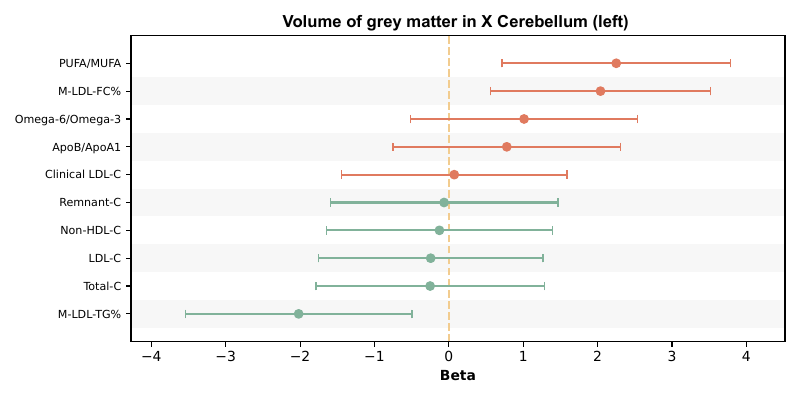 Volume of grey matter in X Cerebellum (left)
PUFA/MUFA
M-LDL-FC%
Omega-6/Omega-3
ApoB/ApoA1
Clinical LDL-C
Remnant-C
Non-HDL-C
LDL-C
Total-C
M-LDL-TG%
−4 −3 −2 −1 0 1 2 3 4
Beta